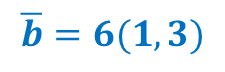 b̅ = 6(1,3)